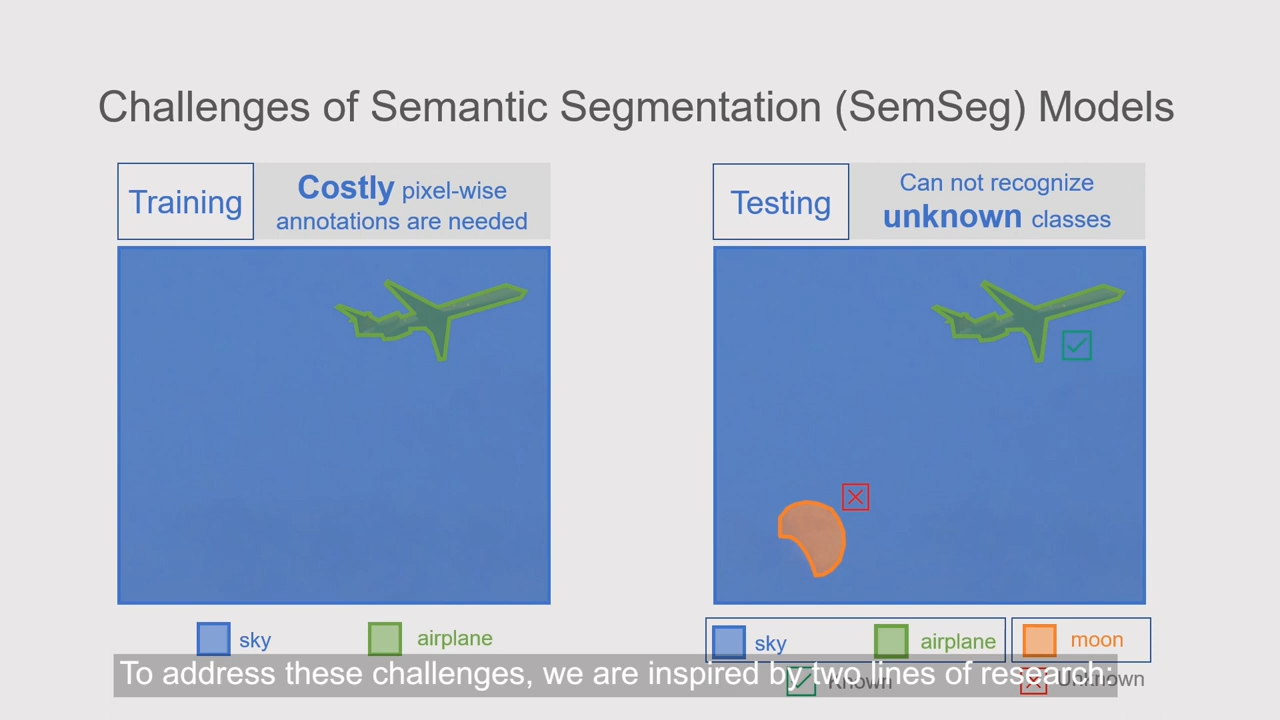 Challenges of Semantic Segmentation (SemSeg) Models
Training
Costly pixel-wise
annotations are needed
Testing
Can not recognize
unknown classes
sky
airplane
sky
airplane
moon
To address these challenges, we are inspired by two lines of research:
Known
Unknown